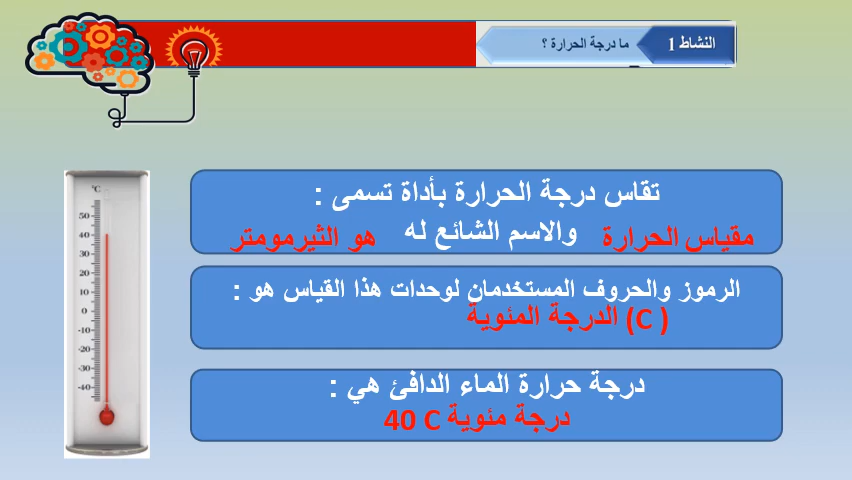 النشاط 1
ما درجة الحرارة ؟
تقاس درجة الحرارة بأداة تسمى :
مقياس الحرارة والاسم الشائع له هو الثيرمومتر
الرموز والحروف المستخدمان لوحدات هذا القياس هو :
( C) الدرجة المئوية
درجة حرارة الماء الدافئ هي :
40 C درجة مئوية
°C
50
40
30
20
10
0
-10
-20
-30
-40